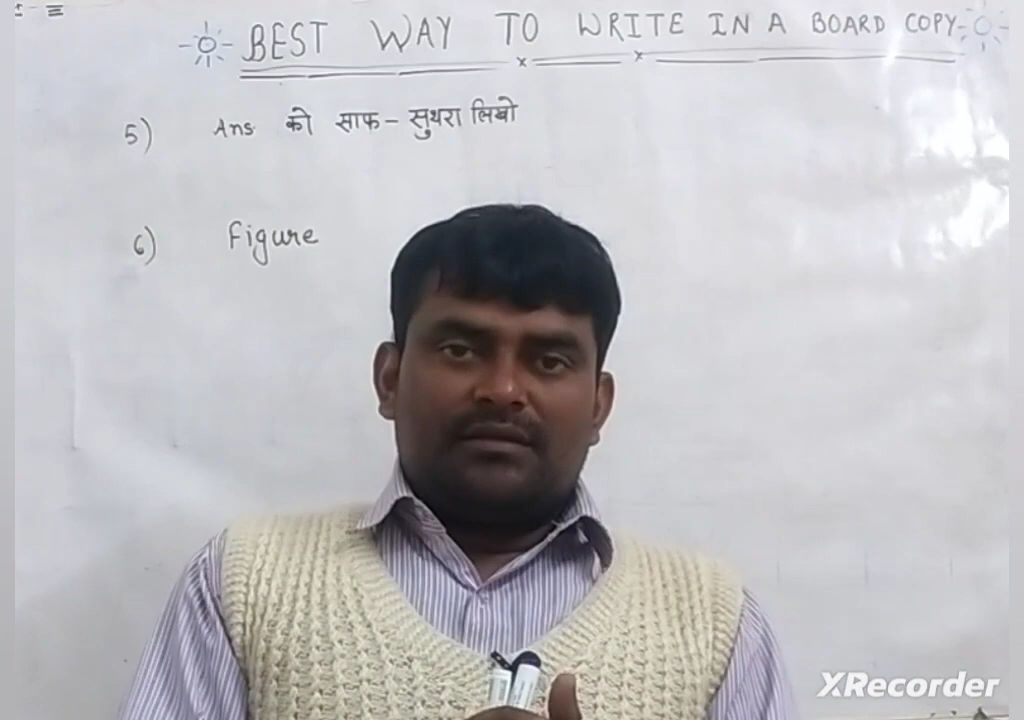 BEST WAY TO WRITE IN A BOARD COPY
5) Ans को साफ - सुथरा लिखो
6) Figure
XRecorder